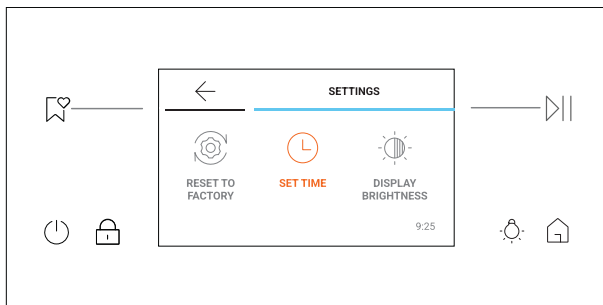 SETTINGS
RESET TO
FACTORY
SET TIME
DISPLAY
BRIGHTNESS
9:25